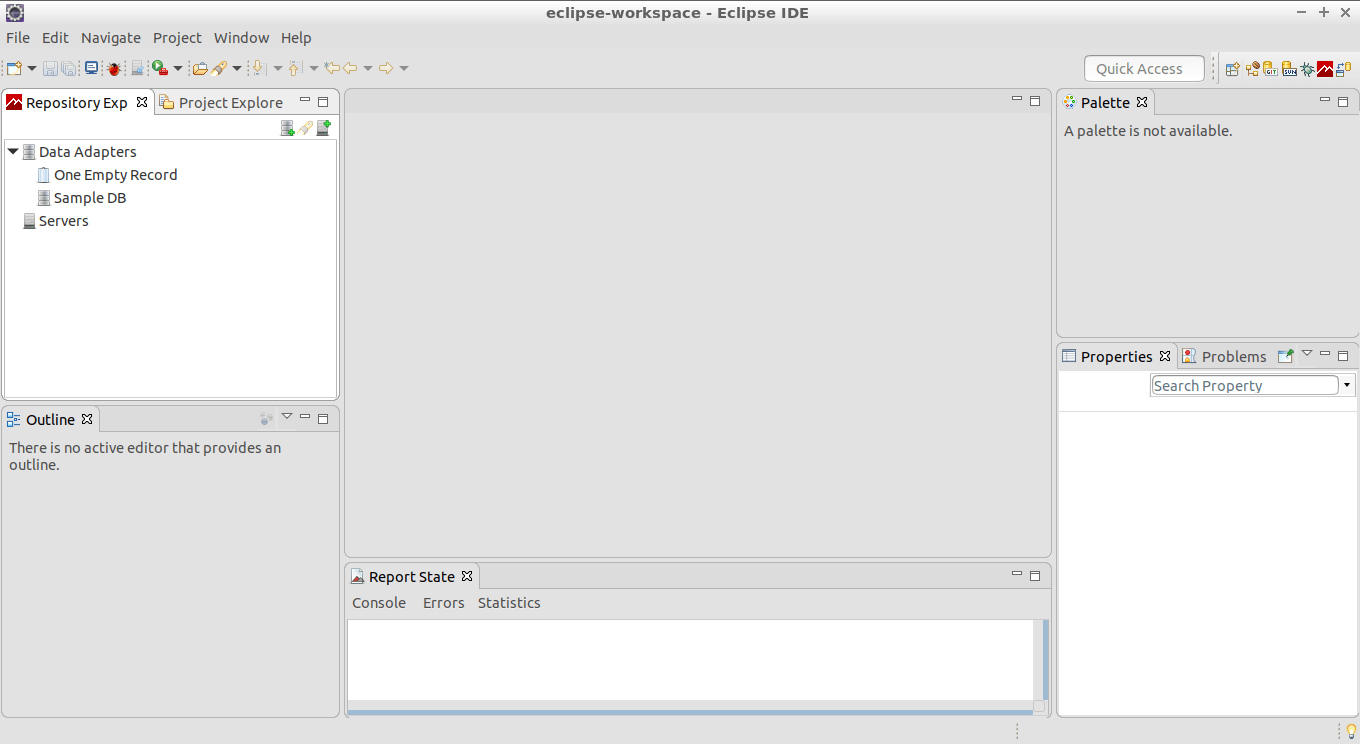 eclipse-workspace - Eclipse IDE
File Edit Navigate Project Window Help
Quick Access
GIT
SVN
Repository Exp
Project Explore
Data Adapters
One Empty Record
Sample DB
Servers
Outline
There is no active editor that provides an
outline.
Report State
Console Errors Statistics
Palette
A palette is not available.
Properties
Problems
Search Property